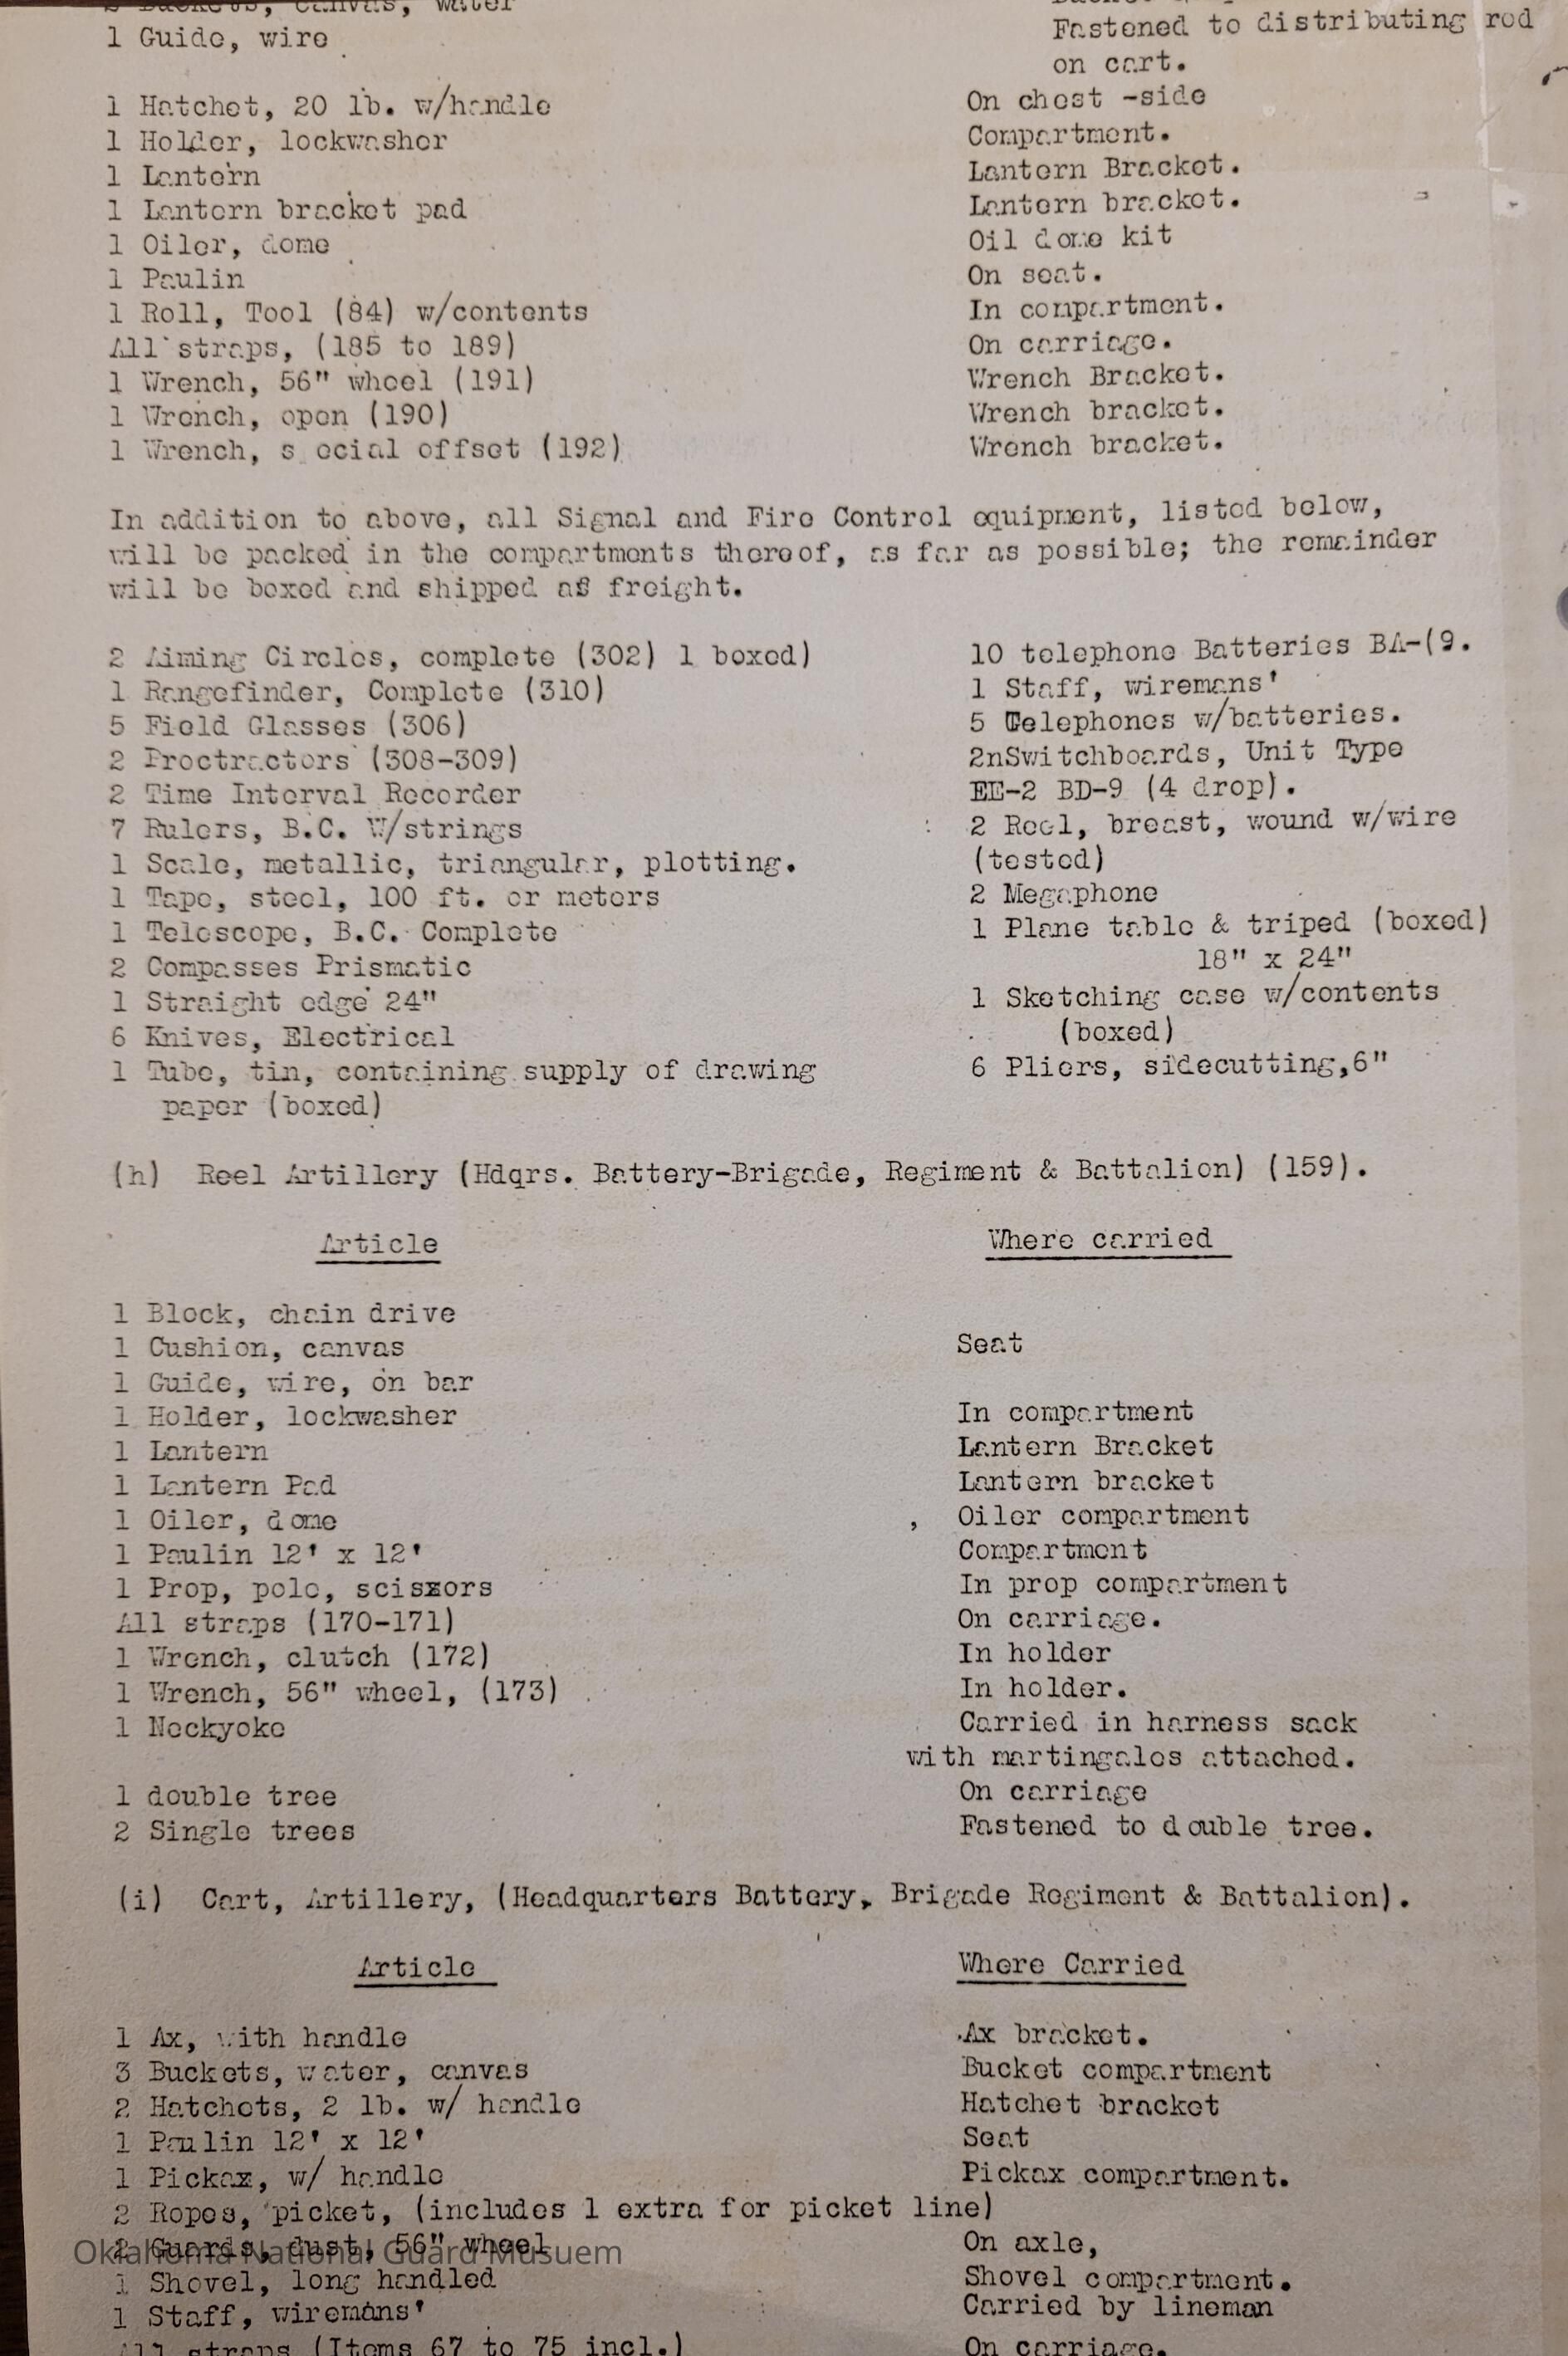 2 Buckets, canvas, water
1 Guide, wire Fastened to distributing rod
on cart.
1 Hatchet, 20 lb. w/handle On chest -side
1 Holder, lockwasher Compartment.
1 Lantern Lantern Bracket.
1 Lantern bracket pad Lantern bracket.
1 Oiler, dome Oil dome kit
1 Paulin On seat.
1 Roll, Tool (84) w/contents In compartment.
All straps, (185 to 189) On carriage.
1 Wrench, 56" wheel (191) Wrench Bracket.
1 Wrench, open (190) Wrench bracket.
1 Wrench, s ecial offset (192) Wrench bracket.
In addition to above, all Signal and Fire Control equipment, listed below,
will be packed in the compartments thereof, as far as possible; the remainder
will be boxed and shipped as freight.
2 Aiming Circles, complete (302) 1 boxed) 10 telephone Batteries BA-(9.
1 Rangefinder, Complete (310) 1 Staff, wiremans'
5 Field Glasses (306) 5 Telephones w/batteries.
2 Proctractors (308-309) 2nSwitchboards, Unit Type
2 Time Interval Recorder EE-2 BD-9 (4 drop).
7 Rulers, B.C. W/strings 2 Reel, breast, wound w/wire
1 Scale, metallic, triangular, plotting. (tested)
1 Tape, steel, 100 ft. or meters 2 Megaphone
1 Telescope, B.C. Complete 1 Plane table & triped (boxed)
2 Compasses Prismatic 18" x 24"
1 Straight edge 24" 1 Sketching case w/contents
6 Knives, Electrical (boxed)
1 Tube, tin, containing supply of drawing 6 Pliers, sidecutting,6"
paper (boxed)
(h) Reel Artillery (Hdqrs. Battery-Brigade, Regiment & Battalion) (159).
Article Where carried
1 Block, chain drive
1 Cushion, canvas Seat
1 Guide, wire, on bar
1 Holder, lockwasher In compartment
1 Lantern Lantern Bracket
1 Lantern Pad Lantern bracket
1 Oiler, dome , Oiler compartment
1 Paulin 12' x 12' Compartment
1 Prop, pole, scisxors In prop compartment
All straps (170-171) On carriage.
1 Wrench, clutch (172) In holder
1 Wrench, 56" wheel, (173) In holder.
1 Neckyoke Carried in harness sack
with martingales attached.
1 double tree On carriage
2 Single trees Fastened to double tree.
(i) Cart, Artillery, (Headquarters Battery, Brigade Regiment & Battalion).
Article Where Carried
1 Ax, with handle Ax bracket.
3 Buckets, water, canvas Bucket compartment
2 Hatchets, 2 lb. w/ handle Hatchet bracket
1 Paulin 12' x 12' Seat
1 Pickax, w/ handle Pickax compartment.
2 Ropes, picket, (includes 1 extra for picket line)
2 Guards, dust, 56" wheel On axle,
Oklahoma National Guard Musuem
1 Shovel, long handled Shovel compartment.
1 Staff, wiremans' Carried by lineman
All straps (Items 67 to 75 incl.) On carriage.